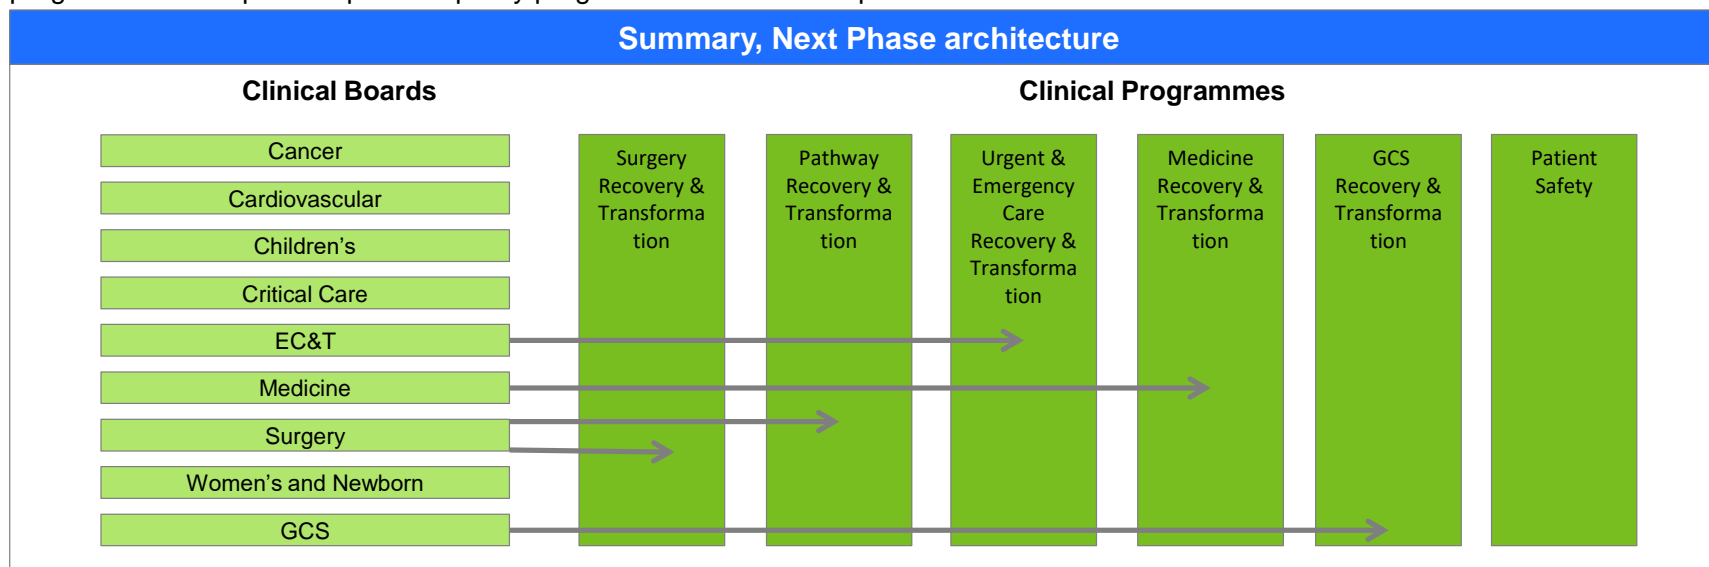 Summary, Next Phase architecture
Clinical Boards
Clinical Programmes
Cancer
Cardiovascular
Children's
Critical Care
EC&T
Medicine
Surgery
Women's and Newborn
GCS
Surgery
Recovery &
Transforma
tion
Pathway
Recovery &
Transforma
tion
Urgent &
Emergency
Care
Recovery &
Transforma
tion
Medicine
Recovery &
Transforma
tion
GCS
Recovery &
Transforma
tion
Patient
Safety